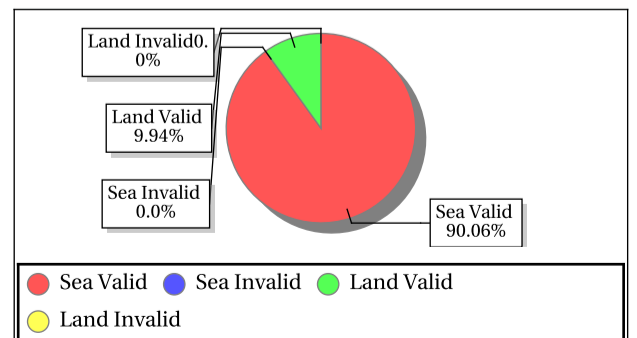 Land Invalid0.
0%
Land Valid
9.94%
Sea Invalid
0.0%
Sea Valid
90.06%
Sea Valid
Sea Invalid
Land Valid
Land Invalid